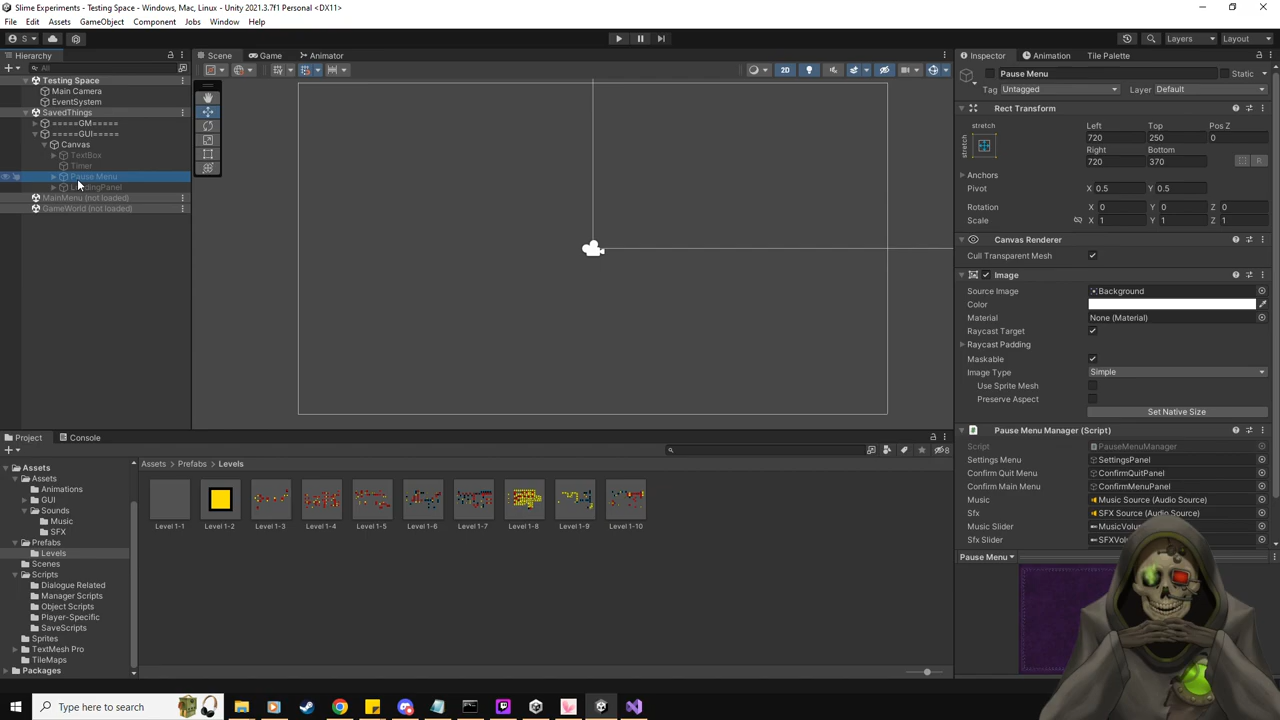 Slime Experiments - Testing Space - Windows, Mac, Linux - Unity 2021.3.7f1 Personal <DX11>
File Edit Assets GameObject Component Jobs Window Help
S Layers Layout
Hierarchy
All
Testing Space
Main Camera
EventSystem
SavedThings
=====GM=====
=====GUI=====
Canvas
TextBox
Timer
Pause Menu
LoadingPanel
MainMenu (not loaded)
GameWorld (not loaded)
Scene Game Animator
2D
Inspector Animation Tile Palette
Pause Menu Static
Tag Untagged Layer Default
Rect Transform
stretch
stretch
Left Top Pos Z
720 250 0
Right Bottom
720 370 R
Anchors
Pivot X 0.5 Y 0.5
Rotation X 0 Y 0 Z 0
Scale X 1 Y 1 Z 1
Canvas Renderer
Cull Transparent Mesh
Image
Source Image Background
Color
Material None (Material)
Raycast Target
Raycast Padding
Maskable
Image Type Simple
Use Sprite Mesh
Preserve Aspect
Set Native Size
Pause Menu Manager (Script)
Script PauseMenuManager
Settings Menu SettingsPanel
Confirm Quit Menu ConfirmQuitPanel
Confirm Main Menu ConfirmMenuPanel
Music Music Source (Audio Source)
Sfx SFX Source (Audio Source)
Music Slider
Sfx Slider
Pause Menu
Project Console
8
Assets
Assets
Animations
GUI
Sounds
Music
SFX
Prefabs
Levels
Scenes
Scripts
Dialogue Related
Manager Scripts
Object Scripts
Player-Specific
SaveScripts
Sprites
TextMesh Pro
TileMaps
Packages
Assets > Prefabs > Levels
Level 1-1 Level 1-2 Level 1-3 Level 1-4 Level 1-5 Level 1-6 Level 1-7 Level 1-8 Level 1-9 Level 1-10
Type here to search